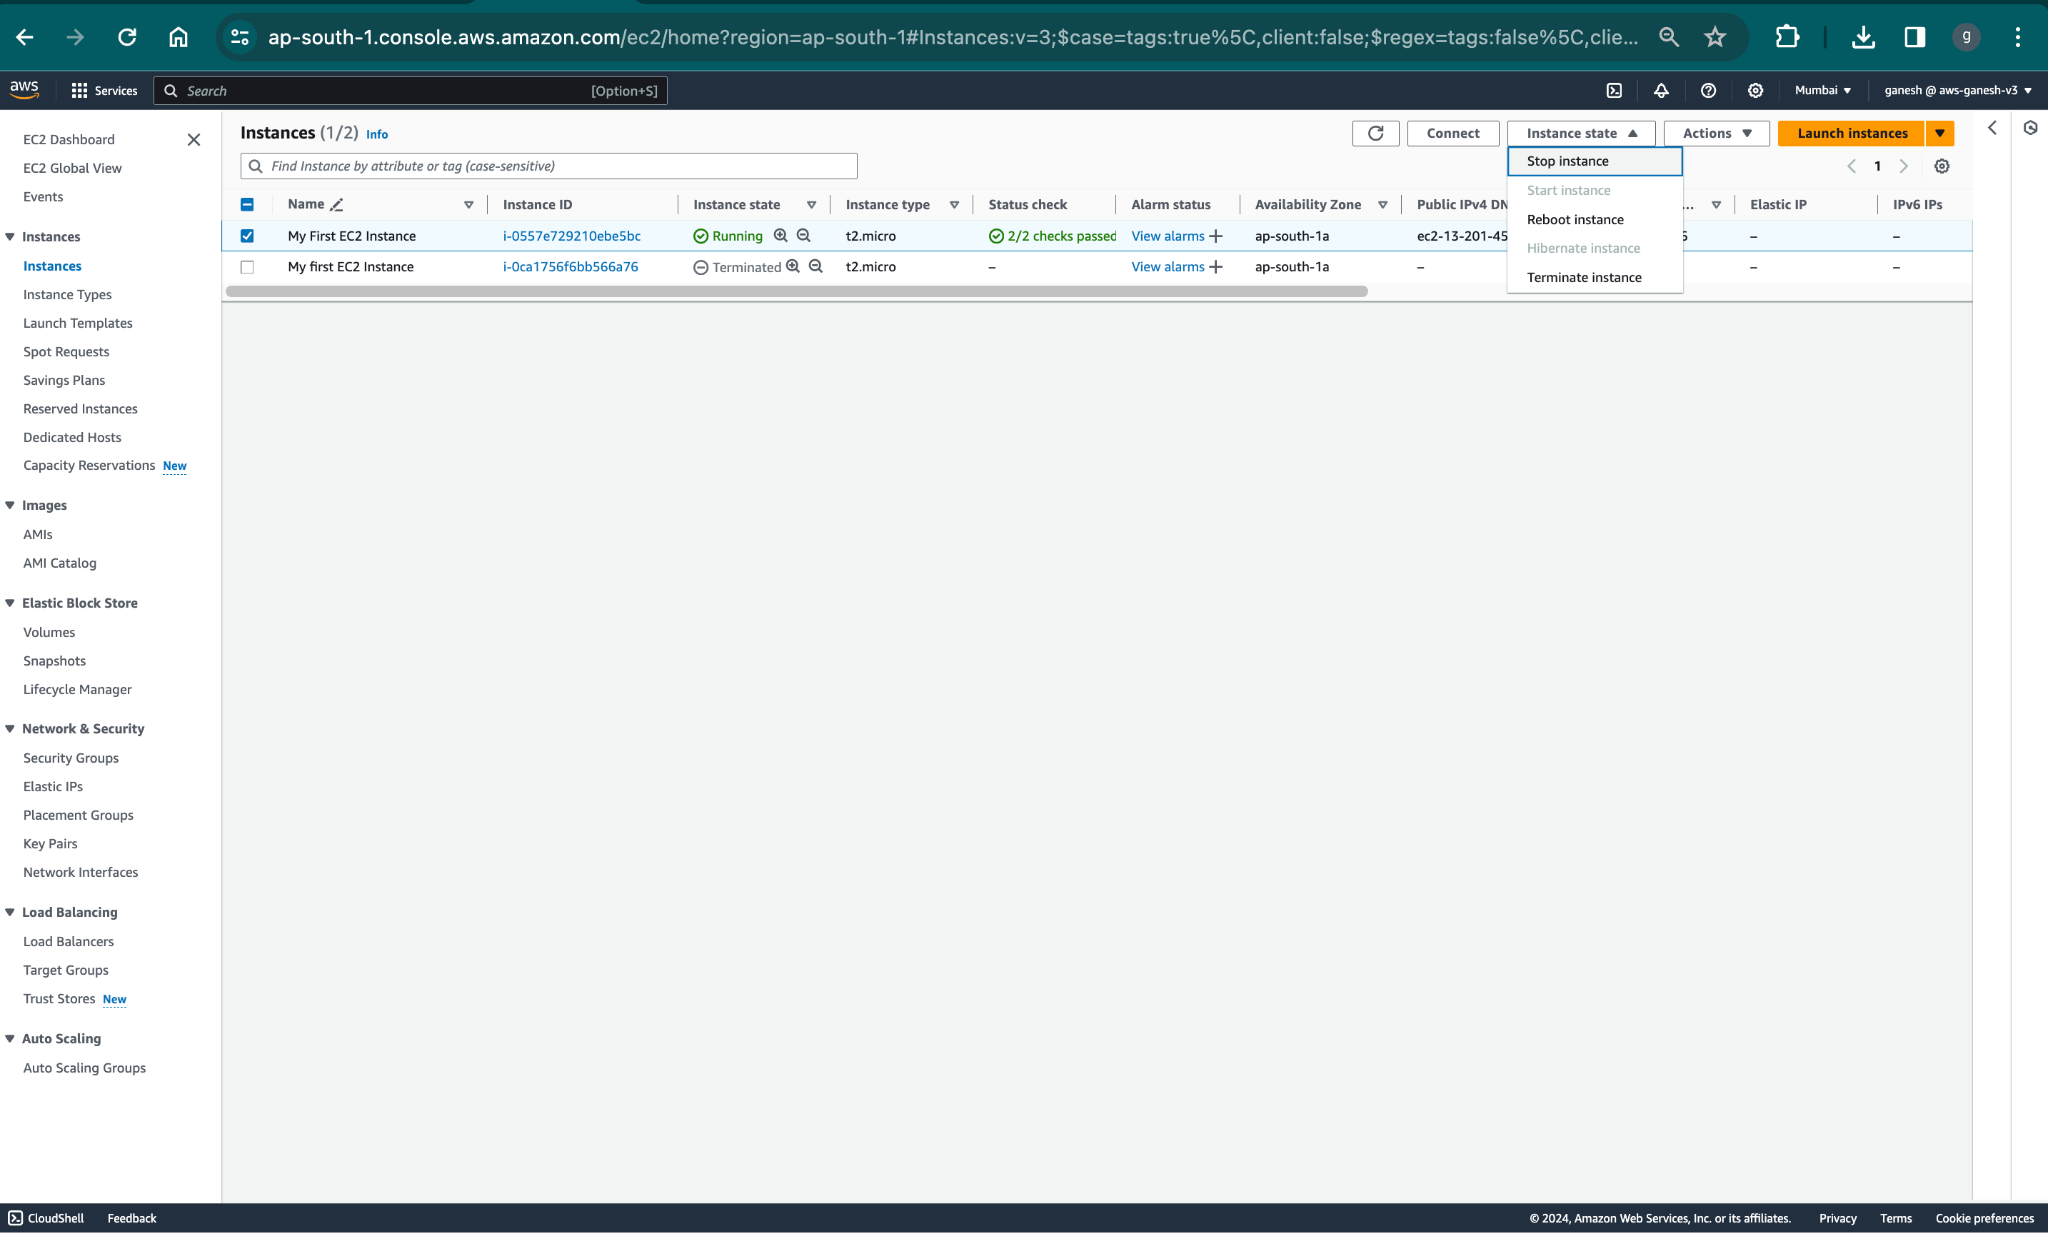 ap-south-1.console.aws.amazon.com/ec2/home?region=ap-south-1#Instances:v=3;$case=tags:true%5C,client:false;$regex=tags:false%5C,clie... g
aws Services Search [Option+S] Mumbai ganesh @ aws-ganesh-v3
EC2 Dashboard
EC2 Global View
Events
Instances
Instances
Instance Types
Launch Templates
Spot Requests
Savings Plans
Reserved Instances
Dedicated Hosts
Capacity Reservations New
Images
AMIs
AMI Catalog
Elastic Block Store
Volumes
Snapshots
Lifecycle Manager
Network & Security
Security Groups
Elastic IPs
Placement Groups
Key Pairs
Network Interfaces
Load Balancing
Load Balancers
Target Groups
Trust Stores New
Auto Scaling
Auto Scaling Groups
Instances (1/2) Info Connect Instance state Actions Launch instances
Find Instance by attribute or tag (case-sensitive) 1
Stop instance
Start instance
Reboot instance
Hibernate instance
Terminate instance
Name Instance ID Instance state Instance type Status check Alarm status Availability Zone Public IPv4 DN ... Elastic IP IPv6 IPs
My First EC2 Instance i-0557e729210ebe5bc Running t2.micro 2/2 checks passed View alarms + ap-south-1a ec2-13-201-45 – –
My first EC2 Instance i-0ca1756f6bb566a76 Terminated t2.micro – View alarms + ap-south-1a – – –
CloudShell Feedback © 2024, Amazon Web Services, Inc. or its affiliates. Privacy Terms Cookie preferences